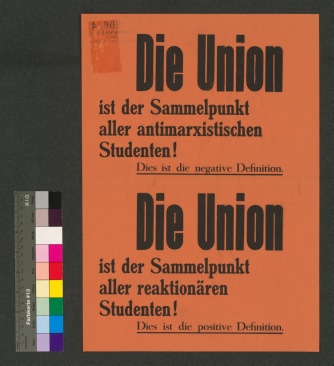 Die Union
ist der Sammelpunkt
aller antimarxistischen
Studenten!
Dies ist die negative Definition.
Die Union
ist der Sammelpunkt
aller reaktionären
Studenten!
Dies ist die positive Definition.